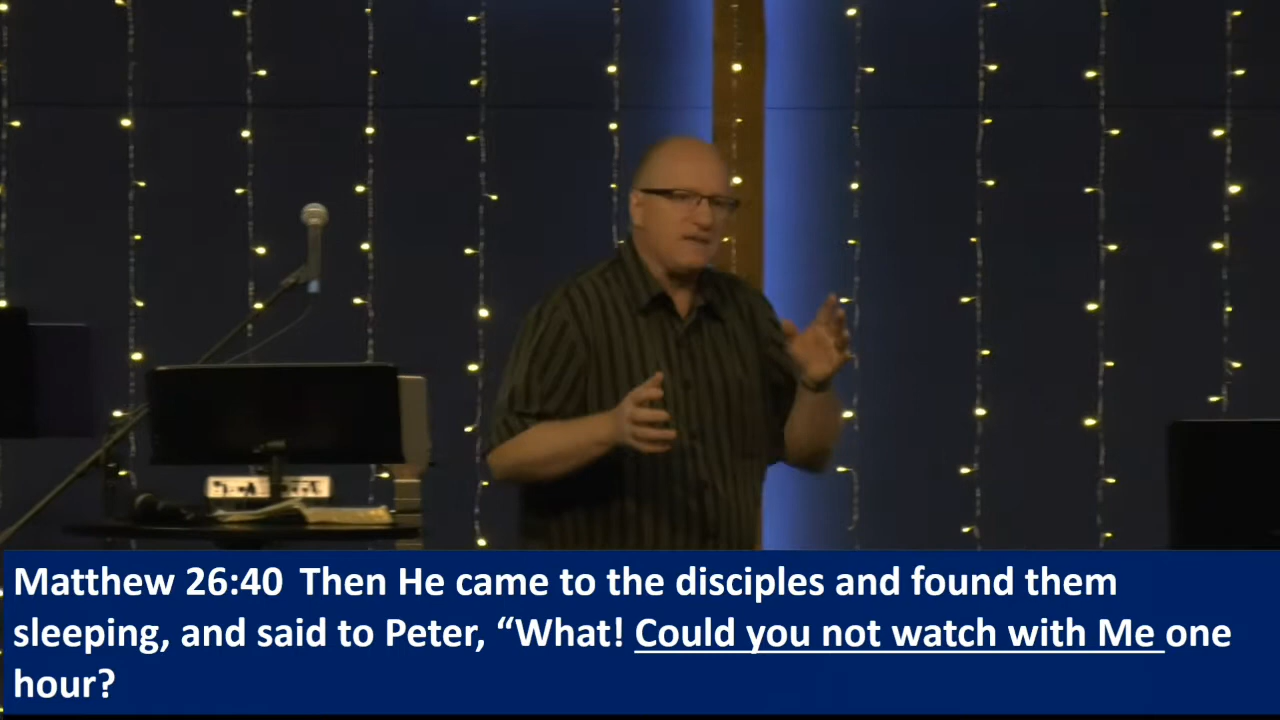 Matthew 26:40  Then He came to the disciples and found them
sleeping, and said to Peter, “What! Could you not watch with Me one
hour?